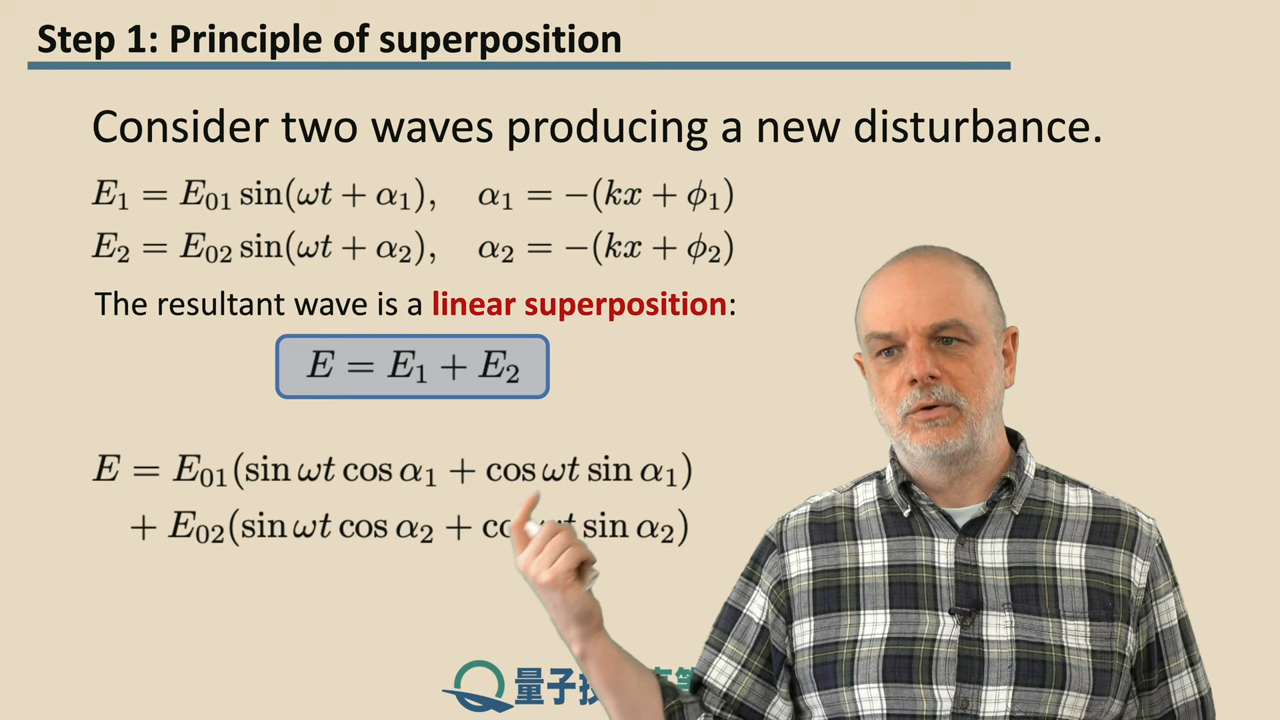 Step 1: Principle of superposition
Consider two waves producing a new disturbance.
E₁ = E₀₁ sin(ωt + α₁), α₁ = −(kx + ϕ₁)
E₂ = E₀₂ sin(ωt + α₂), α₂ = −(kx + ϕ₂)
The resultant wave is a linear superposition:
E = E₁ + E₂
E = E₀₁(sin ωt cos α₁ + cos ωt sin α₁)
+ E₀₂(sin ωt cos α₂ + sin α₂)
量子